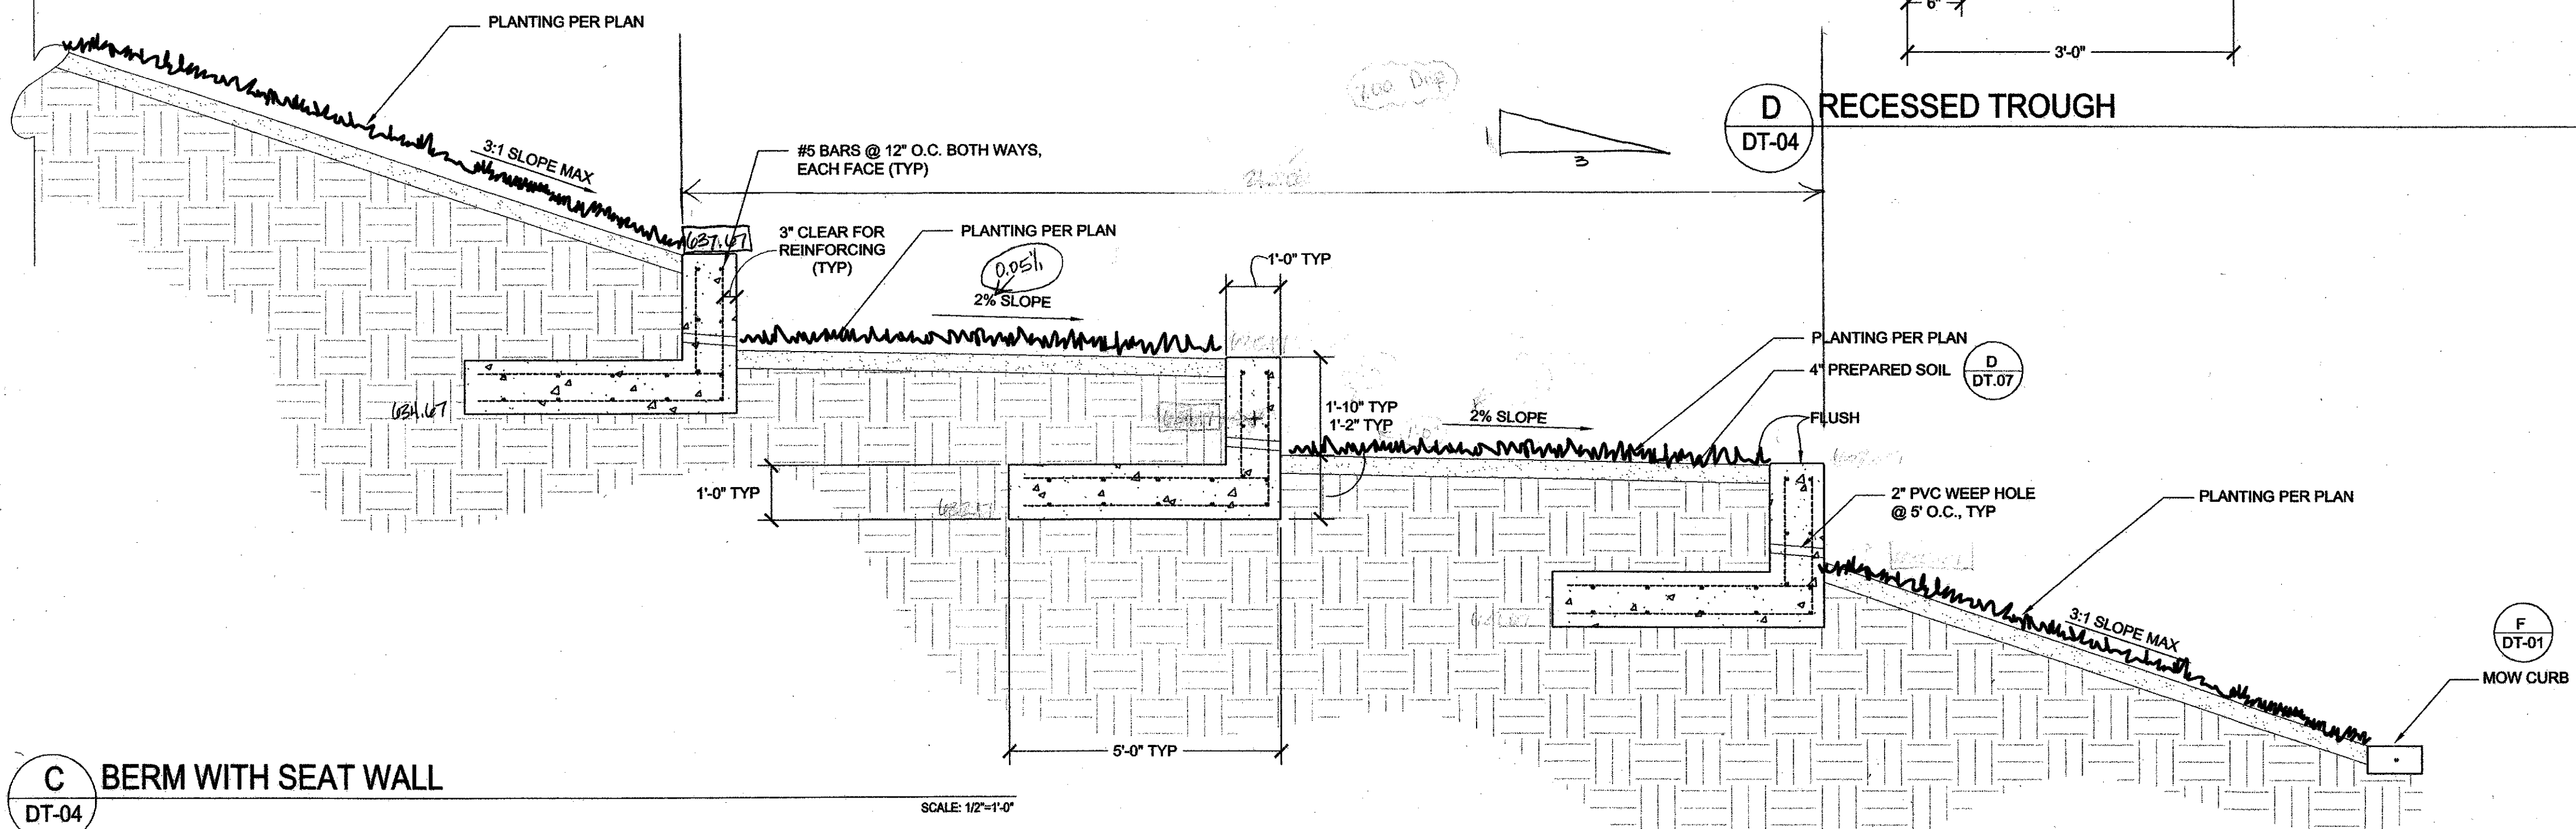 PLANTING PER PLAN
6"
3'-0"
D
DT-04
RECESSED TROUGH
1
3
3:1 SLOPE MAX
#5 BARS @ 12" O.C. BOTH WAYS,
EACH FACE (TYP)
637.67
3" CLEAR FOR
REINFORCING
(TYP)
PLANTING PER PLAN
0.05%
2% SLOPE
1'-0" TYP
PLANTING PER PLAN
4" PREPARED SOIL
D
DT.07
FLUSH
634.67
1'-10" TYP
1'-2" TYP
2% SLOPE
1'-0" TYP
2" PVC WEEP HOLE
@ 5' O.C., TYP
PLANTING PER PLAN
3:1 SLOPE MAX
F
DT-01
MOW CURB
5'-0" TYP
C
DT-04
BERM WITH SEAT WALL
SCALE: 1/2"=1'-0"